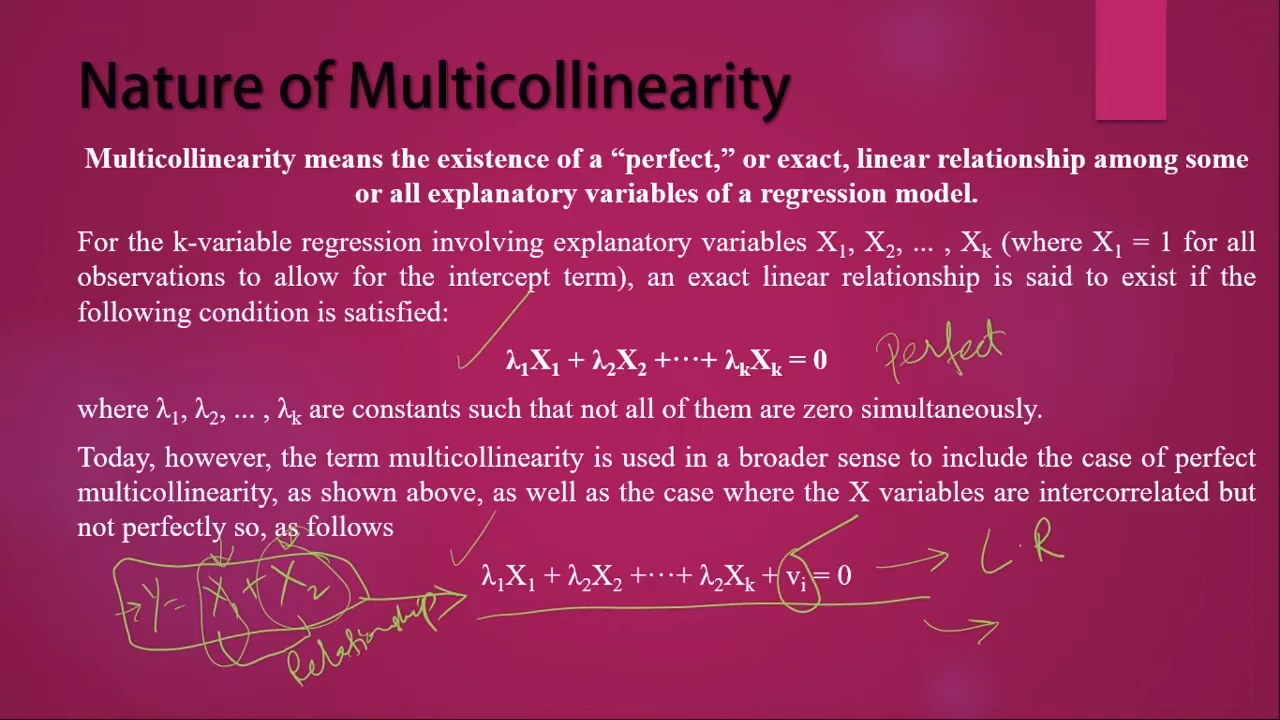 Nature of Multicollinearity
Multicollinearity means the existence of a “perfect,” or exact, linear relationship among some
or all explanatory variables of a regression model.
For the k-variable regression involving explanatory variables X₁, X₂, ... , Xₖ (where X₁ = 1 for all
observations to allow for the intercept term), an exact linear relationship is said to exist if the
following condition is satisfied:
λ₁X₁ + λ₂X₂ +···+ λₖXₖ = 0
Perfect
where λ₁, λ₂, ... , λₖ are constants such that not all of them are zero simultaneously.
Today, however, the term multicollinearity is used in a broader sense to include the case of perfect
multicollinearity, as shown above, as well as the case where the X variables are intercorrelated but
not perfectly so, as follows
λ₁X₁ + λ₂X₂ +···+ λ₂Xₖ + vᵢ = 0
L.R
Y= X₁ + X₂
Relationship